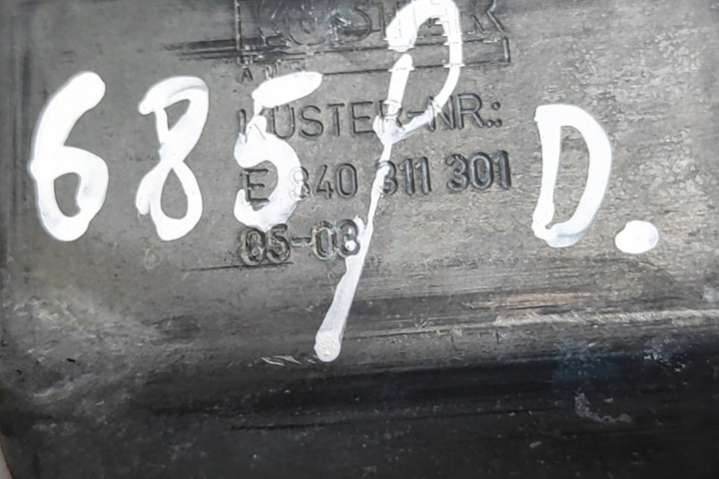 KÜSTER
KÜSTER-NR.:
E 840 311 301
05-03
685 P D.